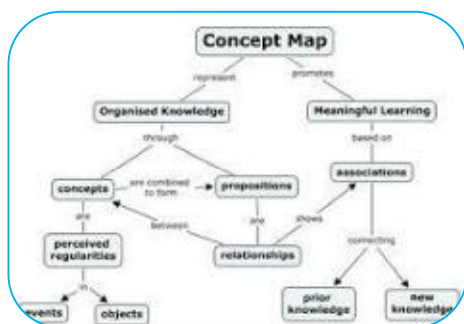 Concept Map
represent
promotes
Organised Knowledge
Meaningful Learning
through
based on
concepts
are combined
to form
propositions
associations
are
between
are
shows
perceived
regularities
relationships
connecting
in
events
objects
prior
knowledge
new
knowledge